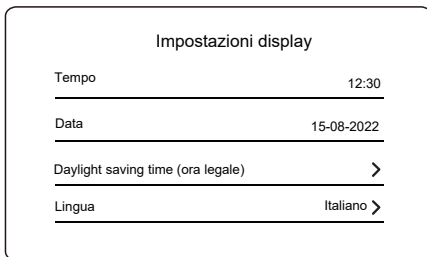 Impostazioni display
Tempo 12:30
Data 15-08-2022
Daylight saving time (ora legale)
Lingua Italiano